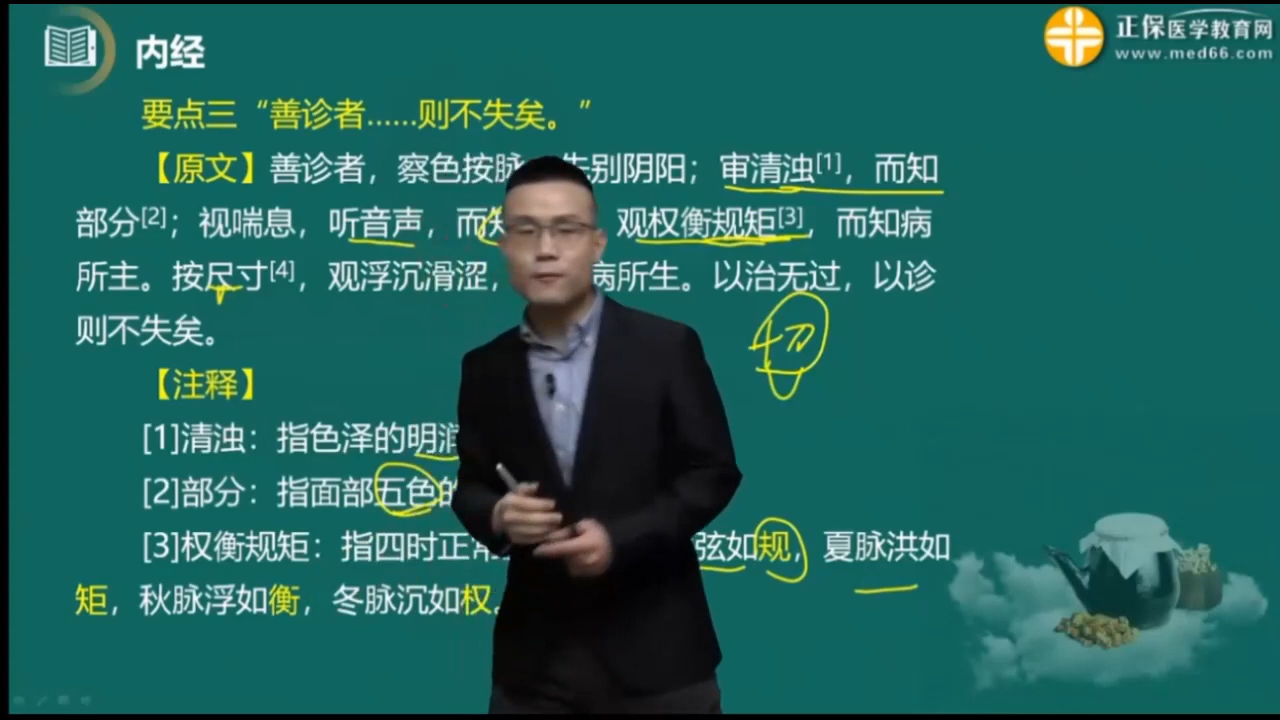 内经
正保医学教育网
www.med66.com
要点三“善诊者……则不失矣。”
【原文】善诊者，察色按脉 先别阴阳；审清浊[1]，而知
部分[2]；视喘息，听音声，而知 观权衡规矩[3]，而知病
所主。按尺寸[4]，观浮沉滑涩， 病所生。以治无过，以诊
则不失矣。
切
【注释】
[1]清浊：指色泽的明润
[2]部分：指面部五色的
[3]权衡规矩：指四时正常 弦如规，夏脉洪如
矩，秋脉浮如衡，冬脉沉如权。